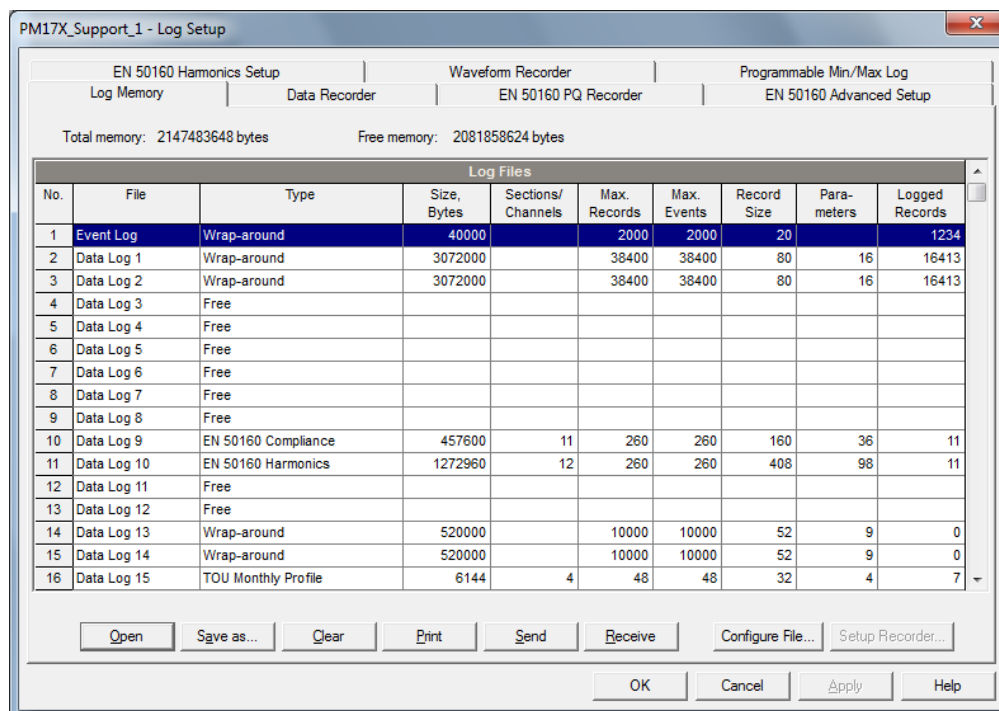 PM17X_Support_1 - Log Setup
EN 50160 Harmonics Setup Waveform Recorder Programmable Min/Max Log
Log Memory Data Recorder EN 50160 PQ Recorder EN 50160 Advanced Setup
Total memory: 2147483648 bytes Free memory: 2081858624 bytes
Log Files
No. File Type Size, Bytes Sections/ Channels Max. Records Max. Events Record Size Para- meters Logged Records
1 Event Log Wrap-around 40000 2000 2000 20 1234
2 Data Log 1 Wrap-around 3072000 38400 38400 80 16 16413
3 Data Log 2 Wrap-around 3072000 38400 38400 80 16 16413
4 Data Log 3 Free
5 Data Log 4 Free
6 Data Log 5 Free
7 Data Log 6 Free
8 Data Log 7 Free
9 Data Log 8 Free
10 Data Log 9 EN 50160 Compliance 457600 11 260 260 160 36 11
11 Data Log 10 EN 50160 Harmonics 1272960 12 260 260 408 98 11
12 Data Log 11 Free
13 Data Log 12 Free
14 Data Log 13 Wrap-around 520000 10000 10000 52 9 0
15 Data Log 14 Wrap-around 520000 10000 10000 52 9 0
16 Data Log 15 TOU Monthly Profile 6144 4 48 48 32 4 7
Open Save as... Clear Print Send Receive Configure File... Setup Recorder...
OK Cancel Apply Help